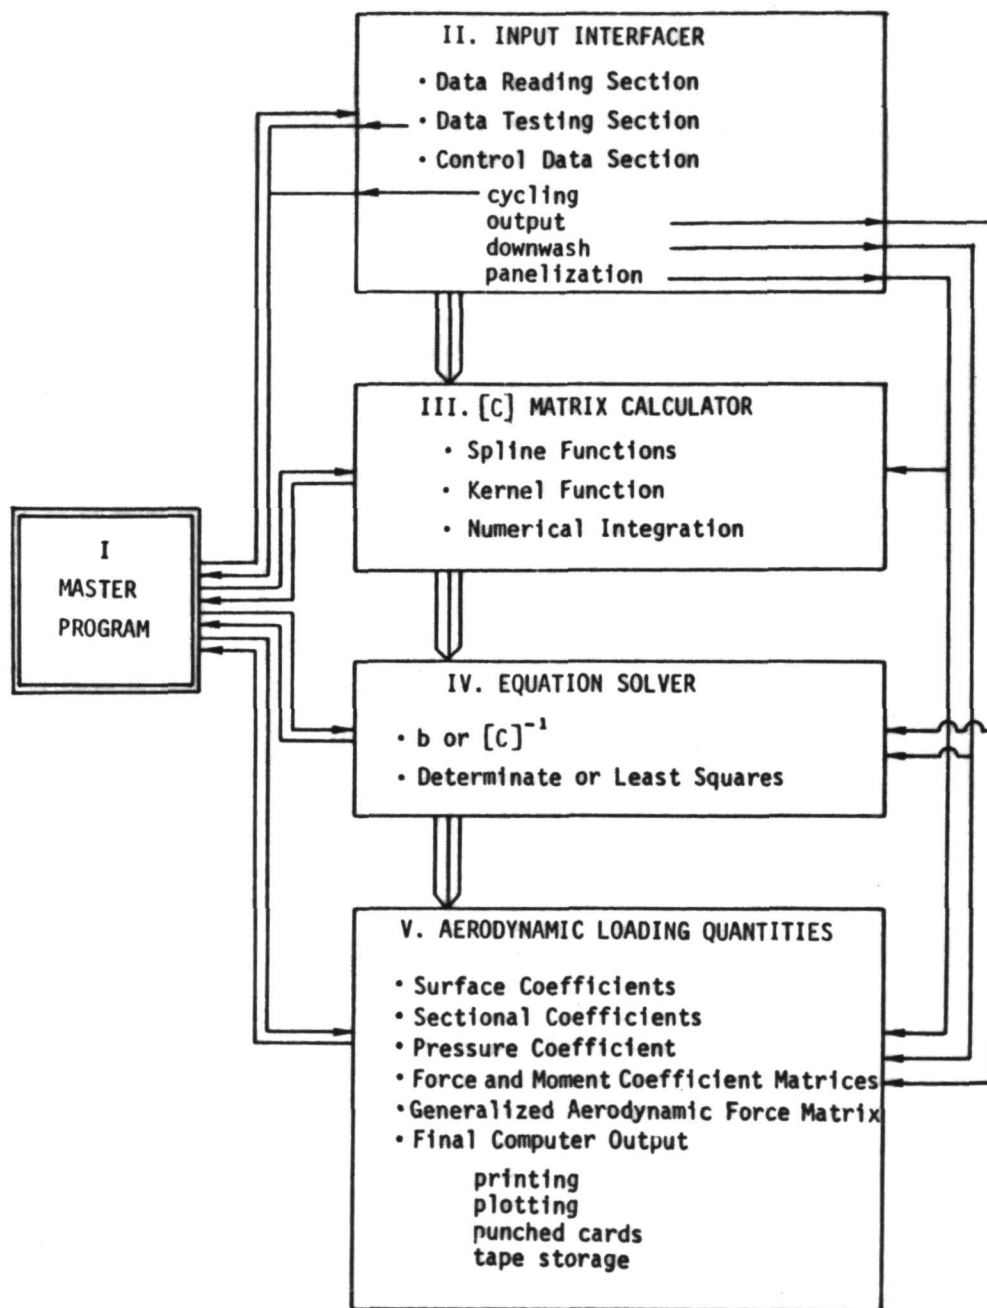 II. INPUT INTERFACER
• Data Reading Section
• Data Testing Section
• Control Data Section
cycling
output
downwash
panelization
III. [C] MATRIX CALCULATOR
• Spline Functions
• Kernel Function
• Numerical Integration
I
MASTER
PROGRAM
IV. EQUATION SOLVER
• b or [C]⁻¹
• Determinate or Least Squares
V. AERODYNAMIC LOADING QUANTITIES
• Surface Coefficients
• Sectional Coefficients
• Pressure Coefficient
• Force and Moment Coefficient Matrices
• Generalized Aerodynamic Force Matrix
• Final Computer Output
printing
plotting
punched cards
tape storage